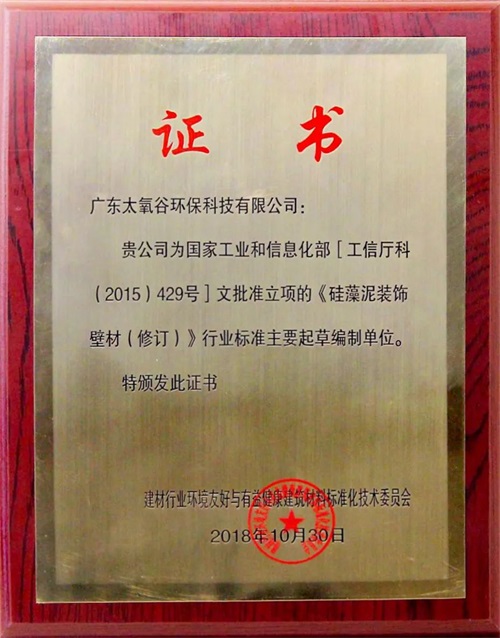 证 书
广东太氧谷环保科技有限公司：
贵公司为国家工业和信息化部［工信厅科
（2015）429号］文批准立项的《硅藻泥装饰
壁材（修订）》行业标准主要起草编制单位。
特颁发此证书
建材行业环境友好与有益健康建筑材料标准化技术委员会
2018年10月30日